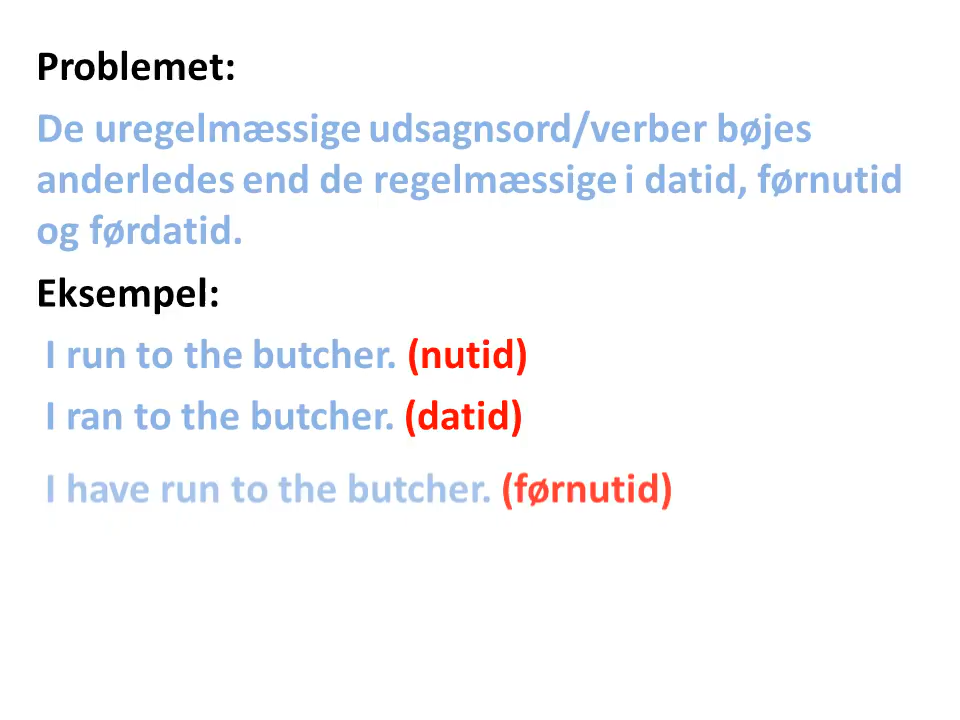 Problemet:
De uregelmæssige udsagnsord/verber bøjes
anderledes end de regelmæssige i datid, førnutid
og førdatid.
Eksempel:
I run to the butcher. (nutid)
I ran to the butcher. (datid)
I have run to the butcher. (førnutid)